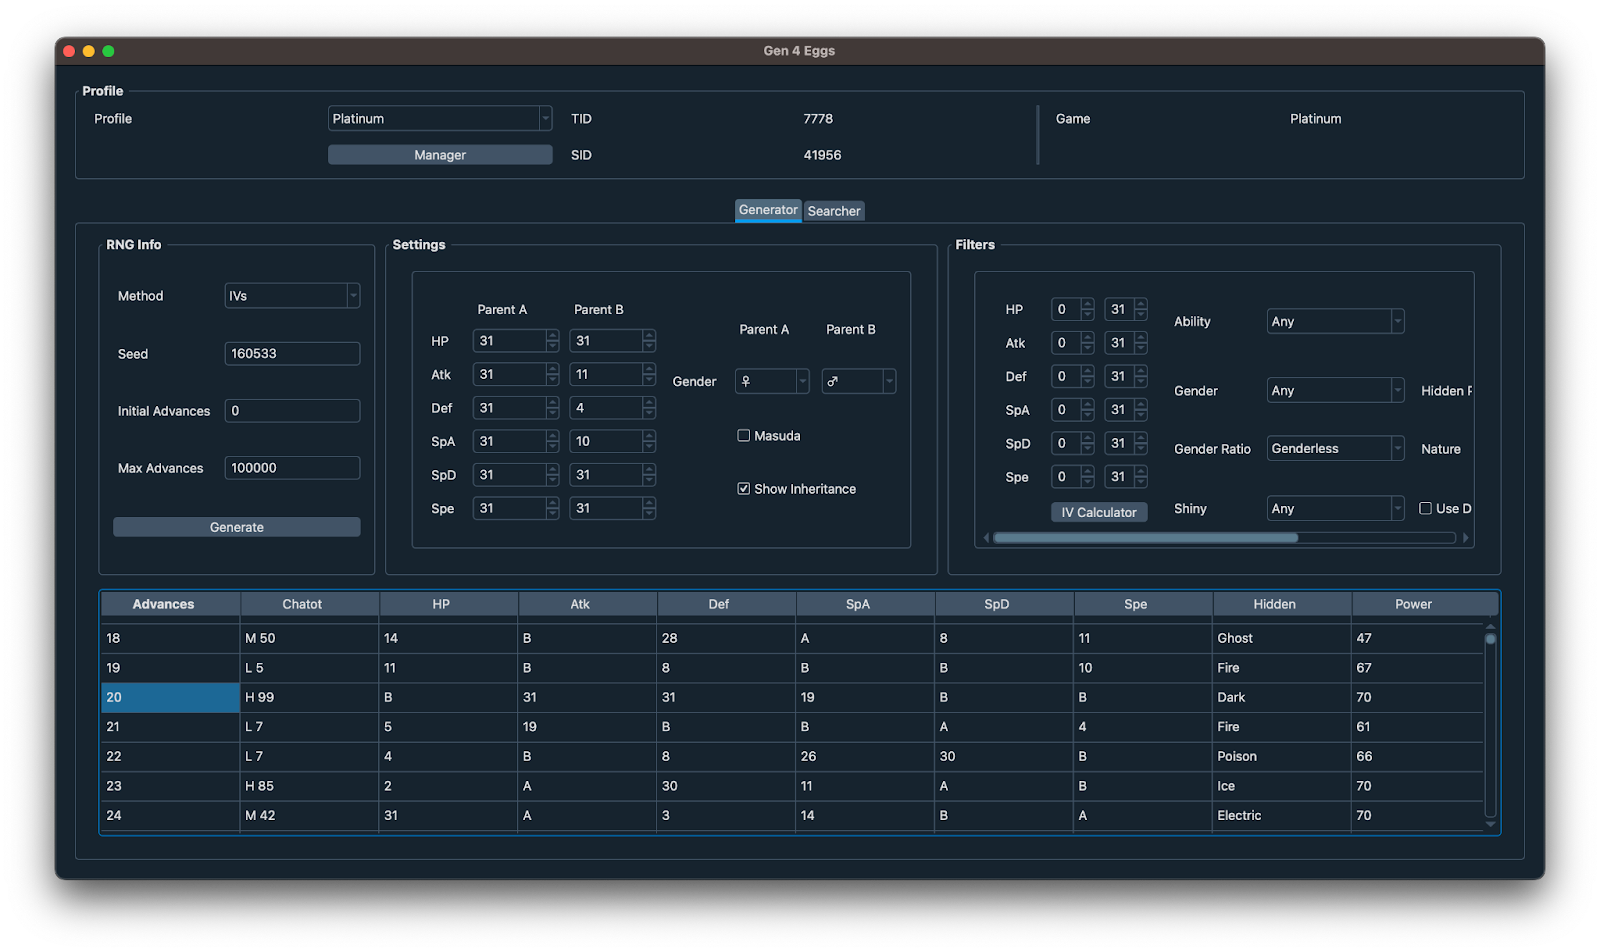 Gen 4 Eggs
Profile
Profile Platinum TID 7778 Game Platinum
Manager SID 41956
Generator Searcher
RNG Info
Method IVs
Seed 160533
Initial Advances 0
Max Advances 100000
Generate
Settings
Parent A Parent B
HP 31 31
Atk 31 11
Def 31 4
SpA 31 10
SpD 31 31
Spe 31 31
Parent A Parent B
Gender ♀ ♂
Masuda
Show Inheritance
Filters
HP 0 31
Atk 0 31
Def 0 31
SpA 0 31
SpD 0 31
Spe 0 31
IV Calculator
Ability Any
Gender Any Hidden P
Gender Ratio Genderless Nature
Shiny Any Use D
Advances Chatot HP Atk Def SpA SpD Spe Hidden Power
18 M 50 14 B 28 A 8 11 Ghost 47
19 L 5 11 B 8 B B 10 Fire 67
20 H 99 B 31 31 19 B B Dark 70
21 L 7 5 19 B B A 4 Fire 61
22 L 7 4 B 8 26 30 B Poison 66
23 H 85 2 A 30 11 A B Ice 70
24 M 42 31 A 3 14 B A Electric 70